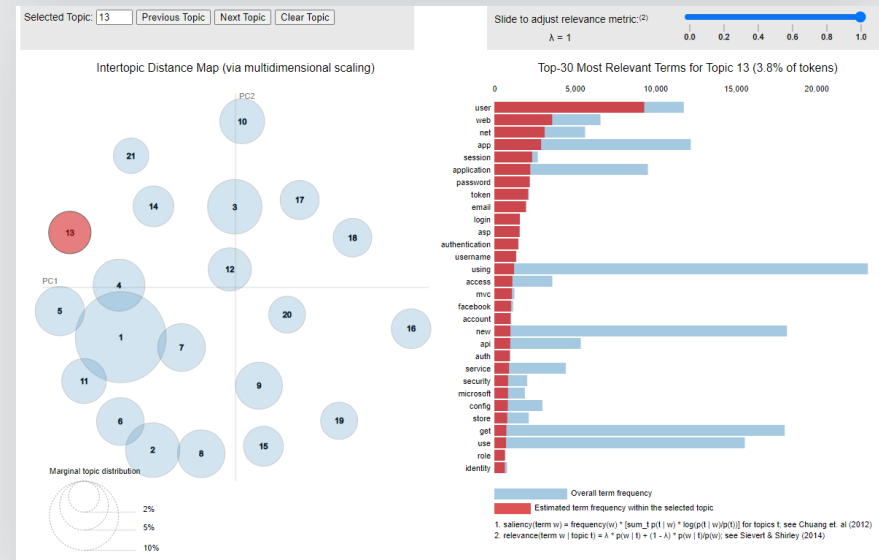 Selected Topic: 13 Previous Topic Next Topic Clear Topic
Slide to adjust relevance metric:(2)
λ = 1
0.0 0.2 0.4 0.6 0.8 1.0
Intertopic Distance Map (via multidimensional scaling)
PC2
10
21
14
3
17
13
18
12
PC1
4
5
20
16
1
7
11
9
6
19
2
8
15
Marginal topic distribution
2%
5%
10%
Top-30 Most Relevant Terms for Topic 13 (3.8% of tokens)
0 5,000 10,000 15,000 20,000
user
web
net
app
session
application
password
token
email
login
asp
authentication
username
using
access
mvc
facebook
account
new
api
auth
service
security
microsoft
config
store
get
use
role
identity
Overall term frequency
Estimated term frequency within the selected topic
1. saliency(term w) = frequency(w) * [sum_t p(t | w) * log(p(t | w)/p(t))] for topics t; see Chuang et. al (2012)
2. relevance(term w | topic t) = λ * p(w | t) + (1 - λ) * p(w | t)/p(w); see Sievert & Shirley (2014)